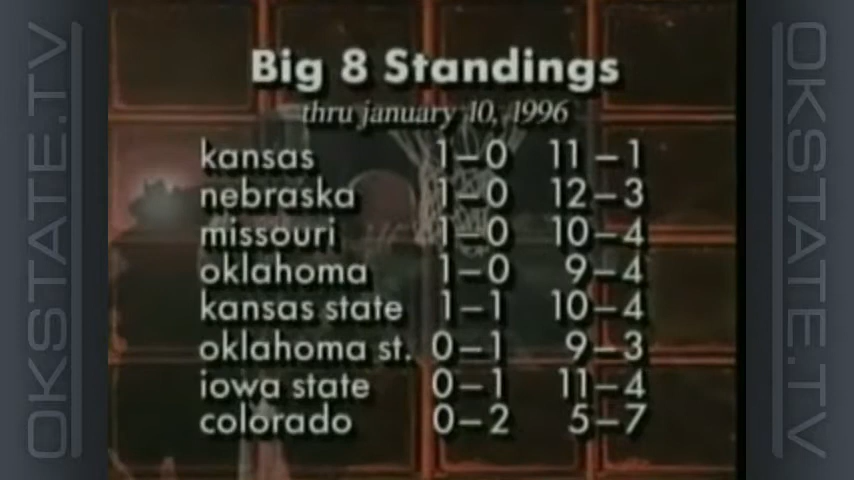 OKSTATE.TV
Big 8 Standings
thru january 10, 1996
kansas 1-0 11-1
nebraska 1-0 12-3
missouri 1-0 10-4
oklahoma 1-0 9-4
kansas state 1-1 10-4
oklahoma st. 0-1 9-3
iowa state 0-1 11-4
colorado 0-2 5-7
OKSTATE.TV